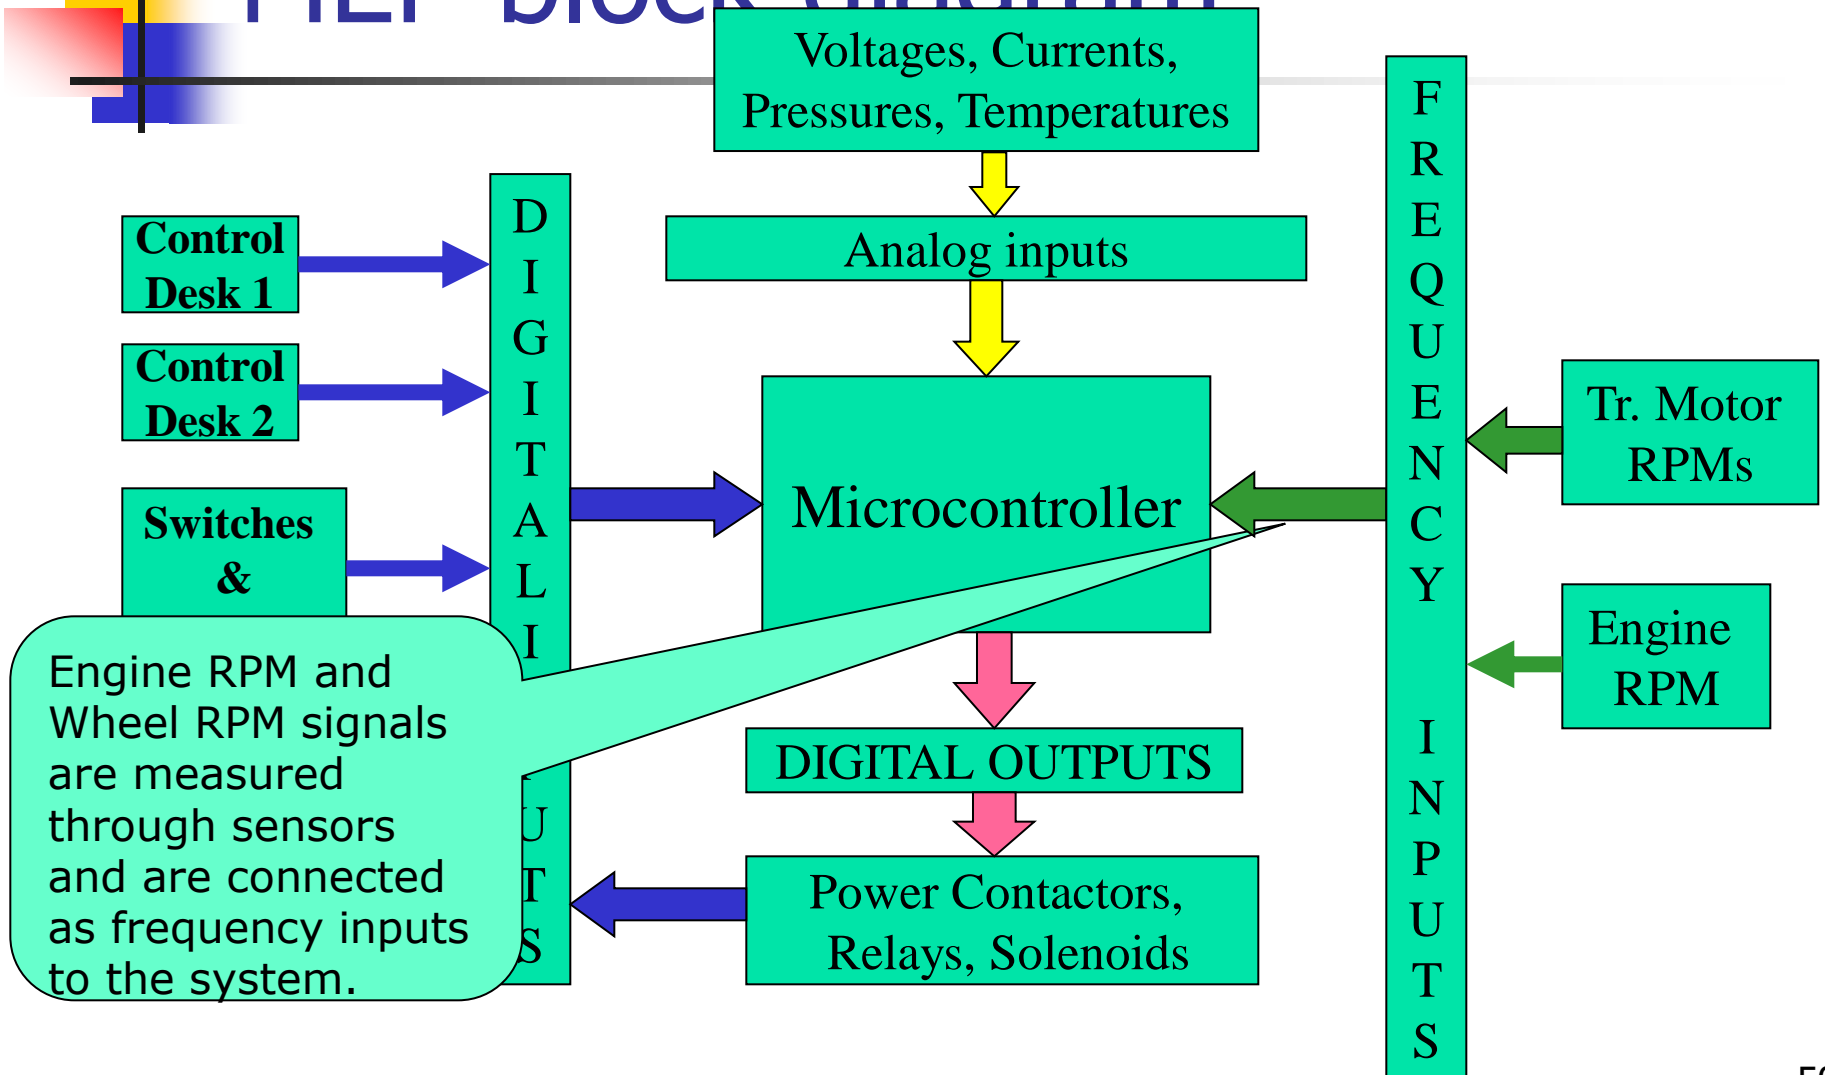 block diagram
Voltages, Currents,
Pressures, Temperatures
Analog inputs
Control
Desk 1
Control
Desk 2
Switches
&
D
I
G
I
T
A
L
I
U
T
S
Microcontroller
DIGITAL OUTPUTS
Power Contactors,
Relays, Solenoids
F
R
E
Q
U
E
N
C
Y
I
N
P
U
T
S
Tr. Motor
RPMs
Engine
RPM
Engine RPM and
Wheel RPM signals
are measured
through sensors
and are connected
as frequency inputs
to the system.